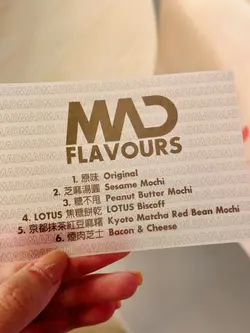 MAD
FLAVOURS
1. 原味 Original
2. 芝麻湯圓 Sesame Mochi
3. 糖不甩 Peanut Butter Mochi
4. LOTUS 焦糖餅乾 LOTUS Biscoff
5. 京都抹茶紅豆麻糬 Kyoto Matcha Red Bean Mochi
6. 煙肉芝士 Bacon & Cheese